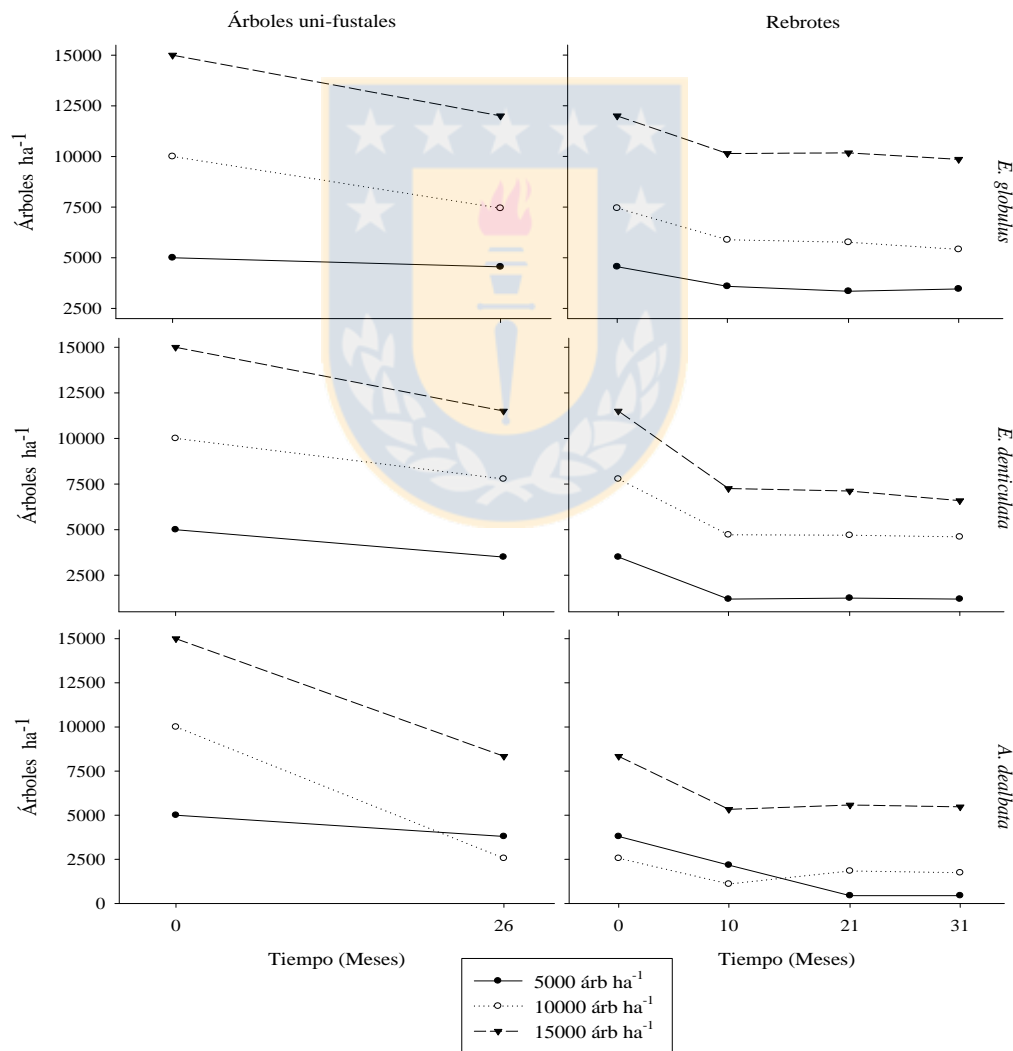 Árboles uni-fustales
Rebrotes
15000
12500
10000
7500
5000
2500
Árboles ha-1
E. globulus
15000
12500
10000
7500
5000
2500
Árboles ha-1
E. denticulata
15000
12500
10000
7500
5000
2500
0
Árboles ha-1
A. dealbata
0
26
0
10
21
31
Tiempo (Meses)
Tiempo (Meses)
5000 árb ha-1
10000 árb ha-1
15000 árb ha-1